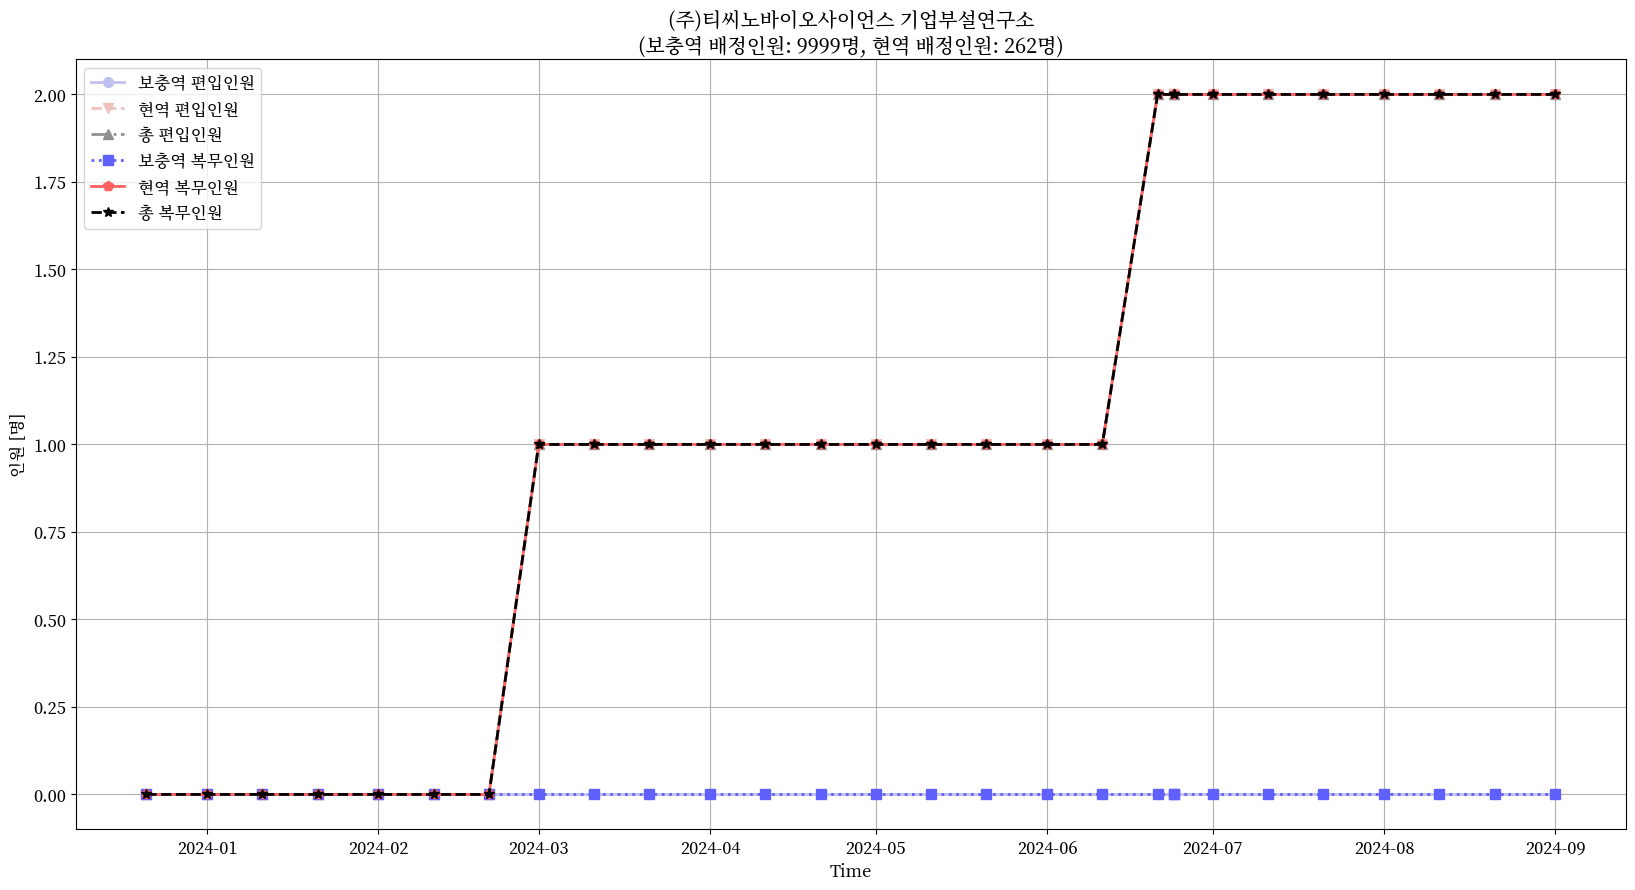 (주)티씨노바이오사이언스 기업부설연구소
(보충역 배정인원: 9999명, 현역 배정인원: 262명)
보충역 편입인원
현역 편입인원
총 편입인원
보충역 복무인원
현역 복무인원
총 복무인원
2.00
1.75
1.50
1.25
1.00
0.75
0.50
0.25
0.00
인원 [명]
2024-01
2024-02
2024-03
2024-04
2024-05
2024-06
2024-07
2024-08
2024-09
Time